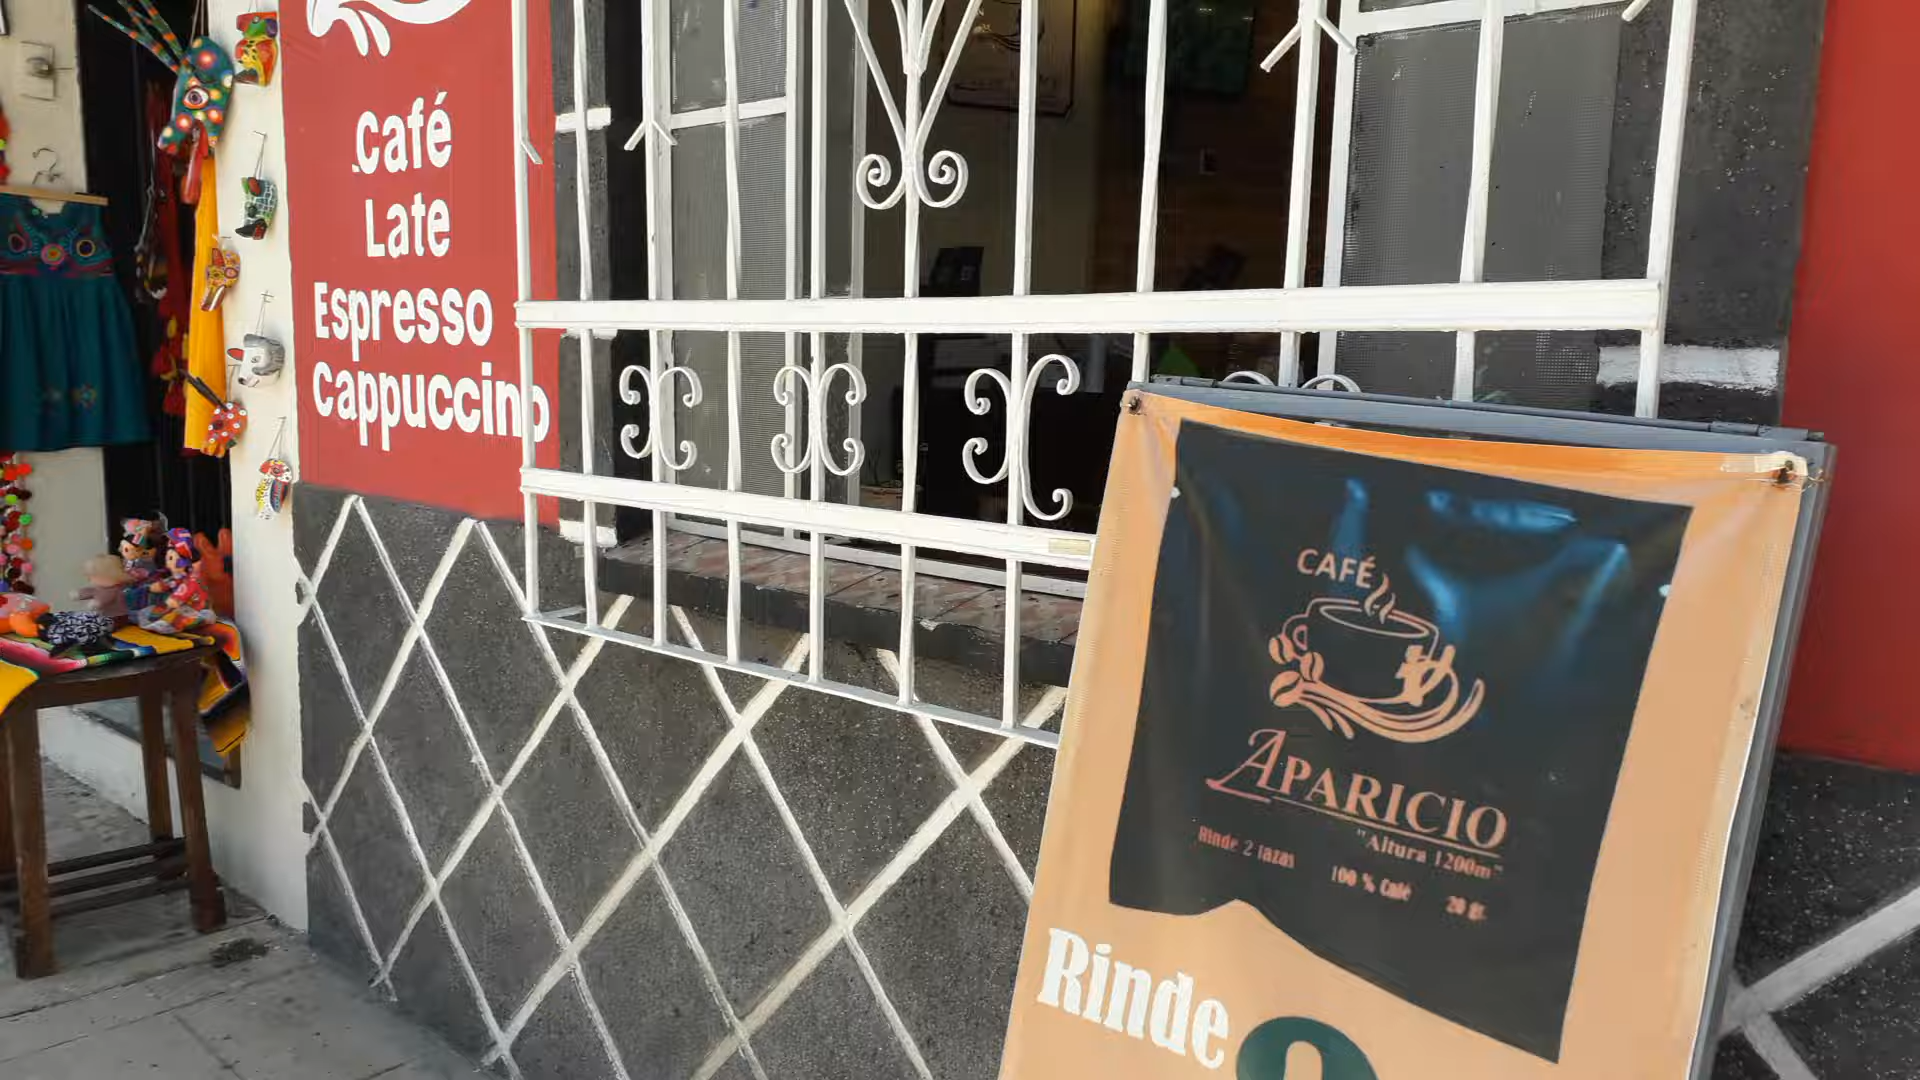 Café
Late
Espresso
Cappuccino
CAFÉ
APARICIO
"Altura 1200m"
Rinde 2 tazas 100 % Café 20 gr.
Rinde